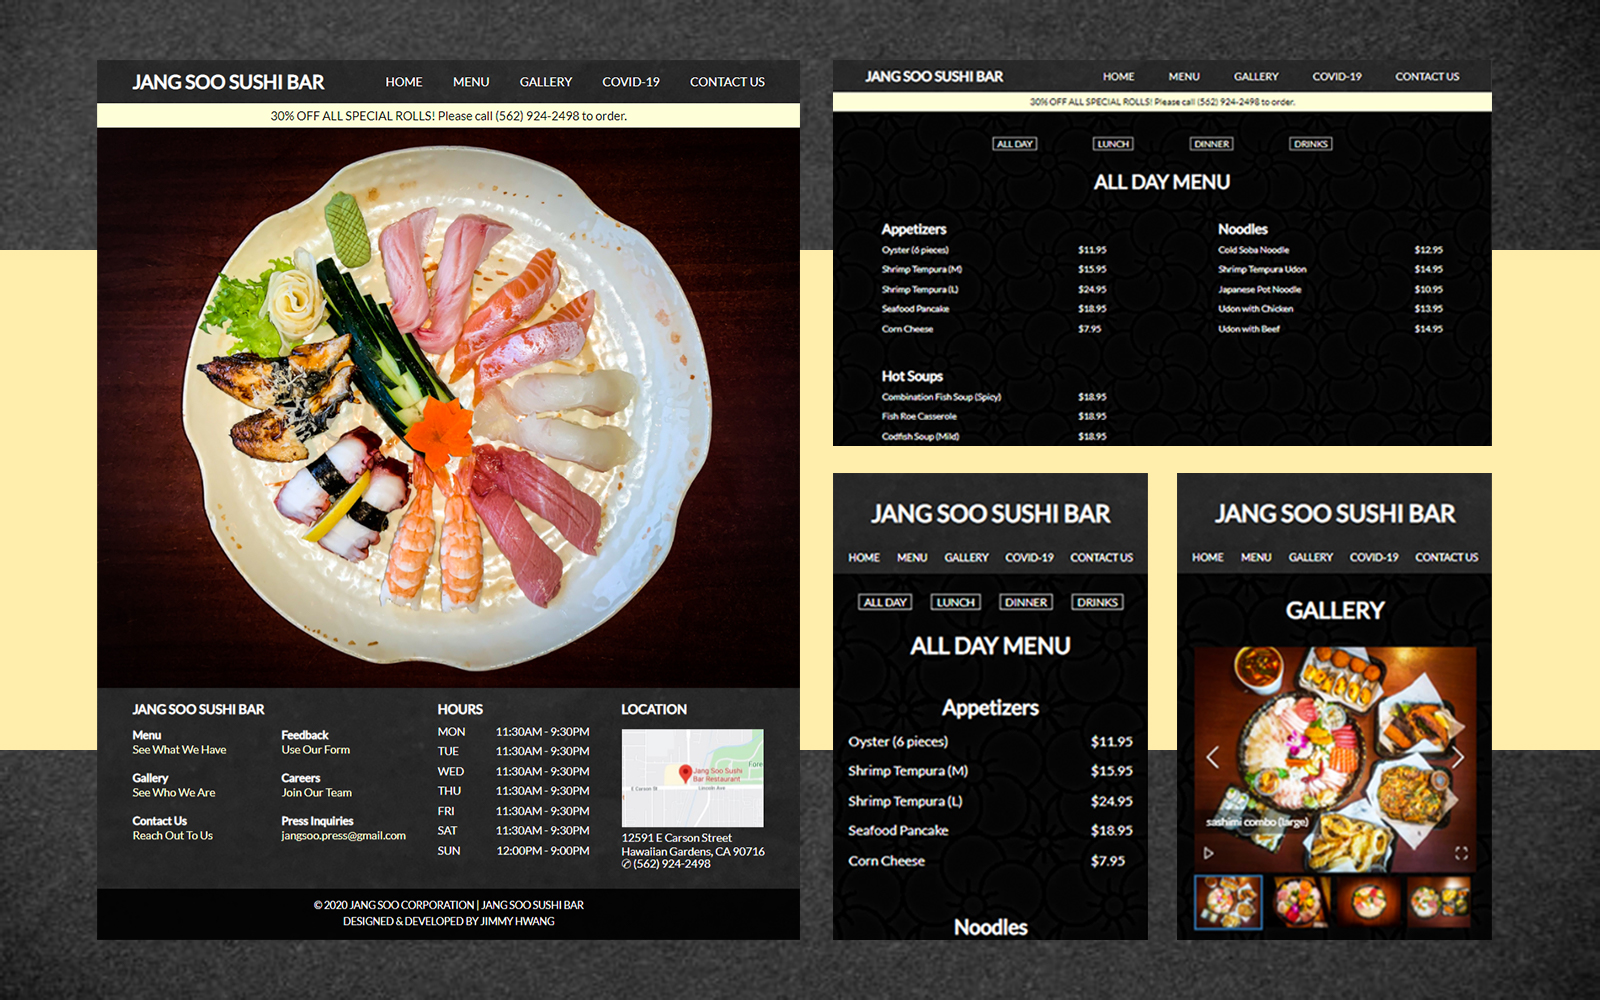 JANG SOO SUSHI BAR
HOME MENU GALLERY COVID-19 CONTACT US
30% OFF ALL SPECIAL ROLLS! Please call (562) 924-2498 to order.
JANG SOO SUSHI BAR
Menu
See What We Have
Gallery
See Who We Are
Contact Us
Reach Out To Us
Feedback
Use Our Form
Careers
Join Our Team
Press Inquiries
jangsoo.press@gmail.com
HOURS
MON 11:30AM - 9:30PM
TUE 11:30AM - 9:30PM
WED 11:30AM - 9:30PM
THU 11:30AM - 9:30PM
FRI 11:30AM - 9:30PM
SAT 11:30AM - 9:30PM
SUN 12:00PM - 9:00PM
LOCATION
Fore
Jang Soo Sushi
Bar Restaurant
E Carson St
Lincoln Ave
12591 E Carson Street
Hawaiian Gardens, CA 90716
✆ (562) 924-2498
© 2020 JANG SOO CORPORATION | JANG SOO SUSHI BAR
DESIGNED & DEVELOPED BY JIMMY HWANG
JANG SOO SUSHI BAR
HOME MENU GALLERY COVID-19 CONTACT US
30% OFF ALL SPECIAL ROLLS! Please call (562) 924-2498 to order.
ALL DAY LUNCH DINNER DRINKS
ALL DAY MENU
Appetizers
Oyster (6 pieces) $11.95
Shrimp Tempura (M) $15.95
Shrimp Tempura (L) $24.95
Seafood Pancake $18.95
Corn Cheese $7.95
Noodles
Cold Soba Noodle $12.95
Shrimp Tempura Udon $14.95
Japanese Pot Noodle $10.95
Udon with Chicken $13.95
Udon with Beef $14.95
Hot Soups
Combination Fish Soup (Spicy) $18.95
Fish Roe Casserole $18.95
Codfish Soup (Mild) $18.95
JANG SOO SUSHI BAR
HOME MENU GALLERY COVID-19 CONTACT US
ALL DAY LUNCH DINNER DRINKS
ALL DAY MENU
Appetizers
Oyster (6 pieces) $11.95
Shrimp Tempura (M) $15.95
Shrimp Tempura (L) $24.95
Seafood Pancake $18.95
Corn Cheese $7.95
Noodles
JANG SOO SUSHI BAR
HOME MENU GALLERY COVID-19 CONTACT US
GALLERY
sashimi combo (large)